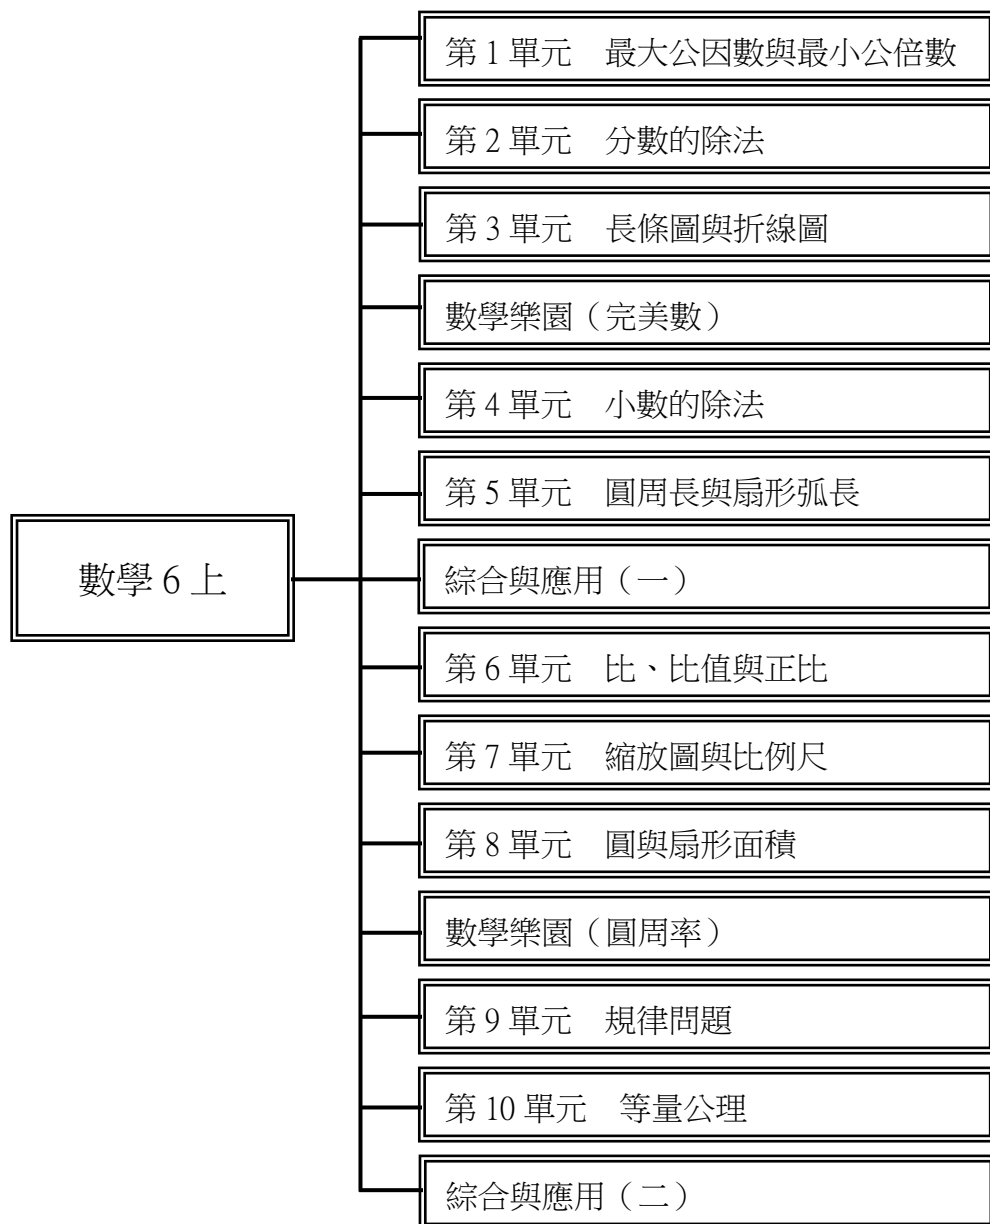 第 1 單元　最大公因數與最小公倍數
第 2 單元　分數的除法
第 3 單元　長條圖與折線圖
數學樂園（完美數）
第 4 單元　小數的除法
第 5 單元　圓周長與扇形弧長
數學 6 上
綜合與應用（一）
第 6 單元　比、比值與正比
第 7 單元　縮放圖與比例尺
第 8 單元　圓與扇形面積
數學樂園（圓周率）
第 9 單元　規律問題
第 10 單元　等量公理
綜合與應用（二）